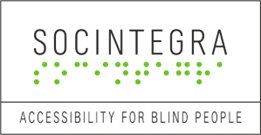 SOCINTEGRA
⠎⠕⠉⠊⠝⠞⠑⠛⠗⠁
ACCESSIBILITY FOR BLIND PEOPLE